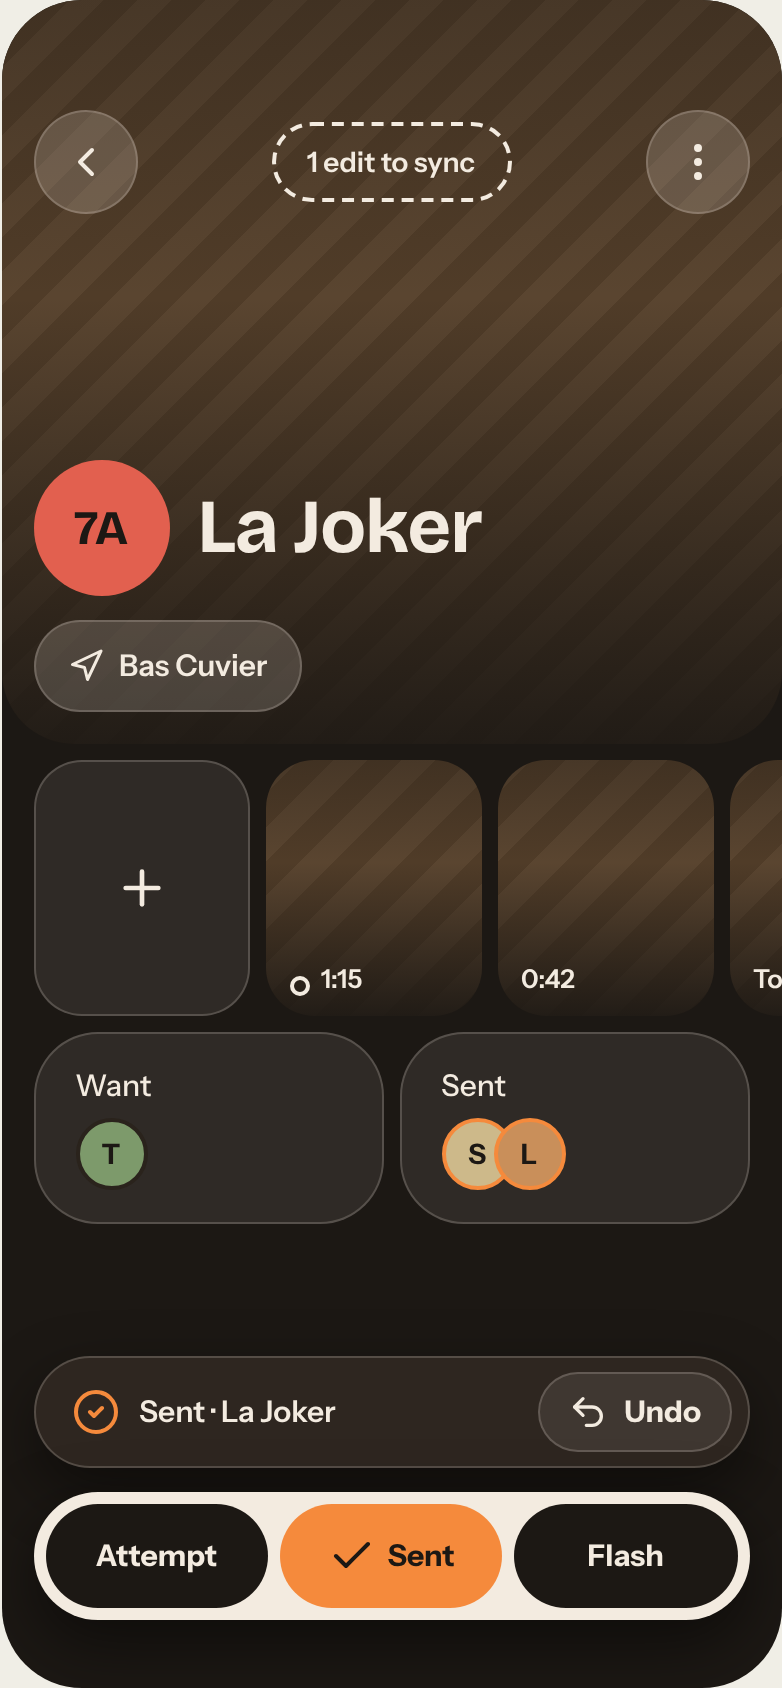 1 edit to sync
7A
La Joker
Bas Cuvier
1:15
0:42
To
Want
Sent
T
S
L
Sent · La Joker
Undo
Attempt
Sent
Flash